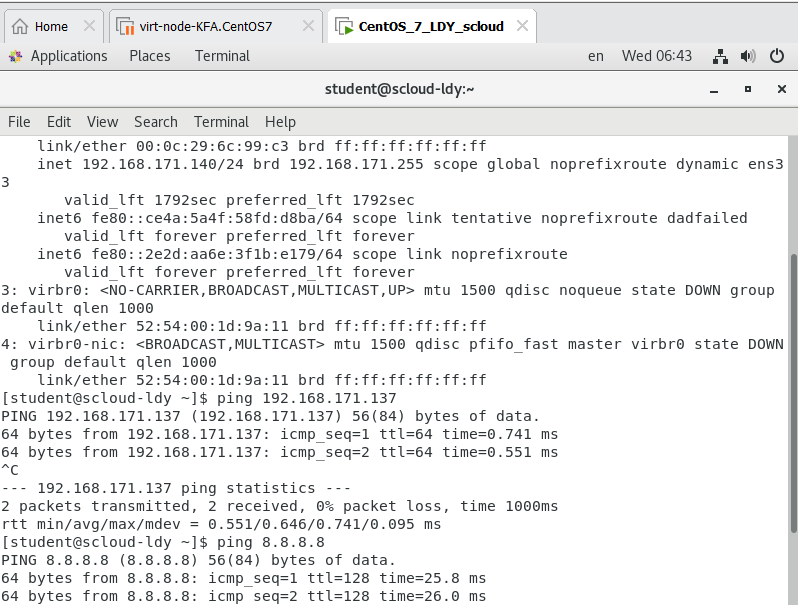 Home virt-node-KFA.CentOS7 CentOS_7_LDY_scloud
Applications Places Terminal en Wed 06:43
student@scloud-ldy:~
File Edit View Search Terminal Help
link/ether 00:0c:29:6c:99:c3 brd ff:ff:ff:ff:ff:ff
inet 192.168.171.140/24 brd 192.168.171.255 scope global noprefixroute dynamic ens3
3
valid_lft 1792sec preferred_lft 1792sec
inet6 fe80::ce4a:5a4f:58fd:d8ba/64 scope link tentative noprefixroute dadfailed
valid_lft forever preferred_lft forever
inet6 fe80::2e2d:aa6e:3f1b:e179/64 scope link noprefixroute
valid_lft forever preferred_lft forever
3: virbr0: <NO-CARRIER,BROADCAST,MULTICAST,UP> mtu 1500 qdisc noqueue state DOWN group
default qlen 1000
link/ether 52:54:00:1d:9a:11 brd ff:ff:ff:ff:ff:ff
4: virbr0-nic: <BROADCAST,MULTICAST> mtu 1500 qdisc pfifo_fast master virbr0 state DOWN
group default qlen 1000
link/ether 52:54:00:1d:9a:11 brd ff:ff:ff:ff:ff:ff
[student@scloud-ldy ~]$ ping 192.168.171.137
PING 192.168.171.137 (192.168.171.137) 56(84) bytes of data.
64 bytes from 192.168.171.137: icmp_seq=1 ttl=64 time=0.741 ms
64 bytes from 192.168.171.137: icmp_seq=2 ttl=64 time=0.551 ms
^C
--- 192.168.171.137 ping statistics ---
2 packets transmitted, 2 received, 0% packet loss, time 1000ms
rtt min/avg/max/mdev = 0.551/0.646/0.741/0.095 ms
[student@scloud-ldy ~]$ ping 8.8.8.8
PING 8.8.8.8 (8.8.8.8) 56(84) bytes of data.
64 bytes from 8.8.8.8: icmp_seq=1 ttl=128 time=25.8 ms
64 bytes from 8.8.8.8: icmp_seq=2 ttl=128 time=26.0 ms